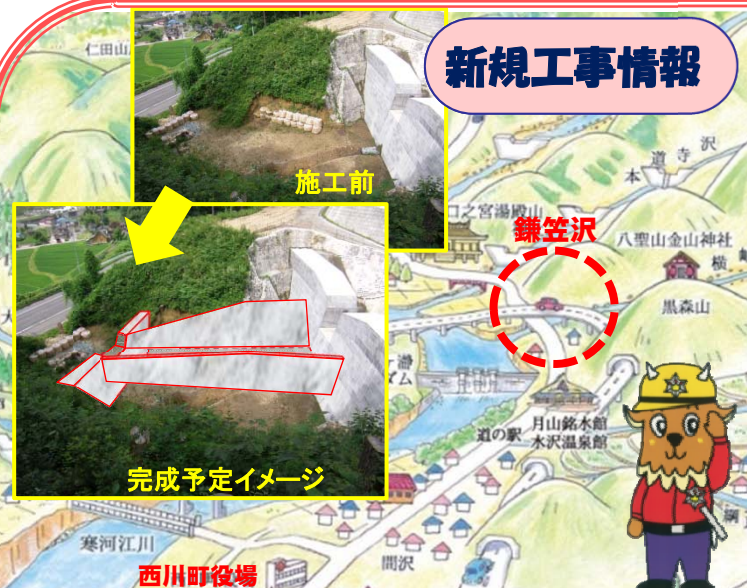 新規工事情報
仁田山
施工前
道寺沢
本
口之宮湯殿山
鎌笠沢
八聖山金山神社
横
黒森山
月山銘水館
道の駅
水沢温泉館
完成予定イメージ
寒河江川
間沢
西川町役場